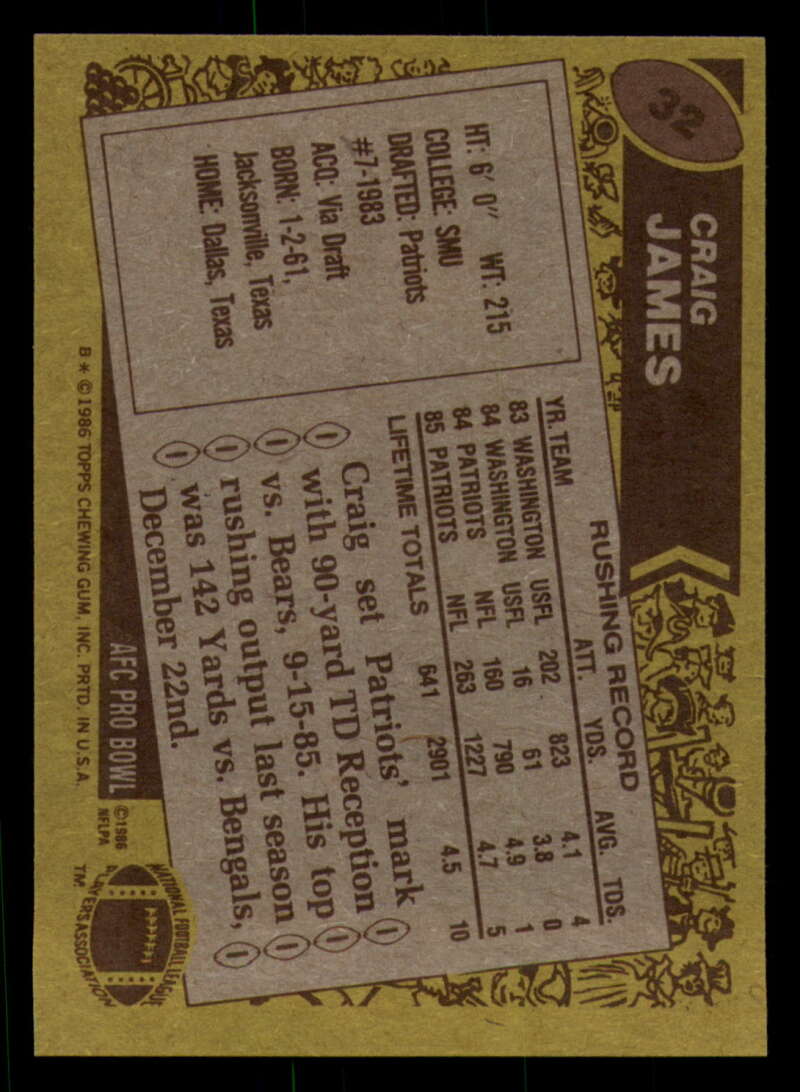 32
CRAIG
JAMES
HT: 6' 0" WT: 215
COLLEGE: SMU
DRAFTED: Patriots
#7-1983
ACQ: Via Draft
BORN: 1-2-61,
Jacksonville, Texas
HOME: Dallas, Texas
RUSHING RECORD
YR. TEAM ATT. YDS. AVG. TDS.
83 WASHINGTON USFL 202 823 4.1 4
84 WASHINGTON USFL 16 61 3.8 0
84 PATRIOTS NFL 160 790 4.9 1
85 PATRIOTS NFL 263 1227 4.7 5
LIFETIME TOTALS 641 2901 4.5 10
Craig set Patriots' mark
with 90-yard TD Reception
vs. Bears, 9-15-85. His top
rushing output last season
was 142 Yards vs. Bengals,
December 22nd.
AFC PRO BOWL
B * © 1986 TOPPS CHEWING GUM, INC. PRTD. IN U.S.A.
© 1986
NFLPA
NATIONAL FOOTBALL LEAGUE
YERS ASSOCIATION
TM